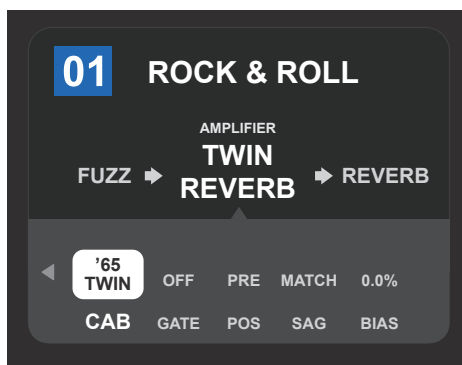 01 ROCK & ROLL
AMPLIFIER
TWIN
FUZZ REVERB REVERB
’65
TWIN OFF PRE MATCH 0.0%
CAB GATE POS SAG BIAS